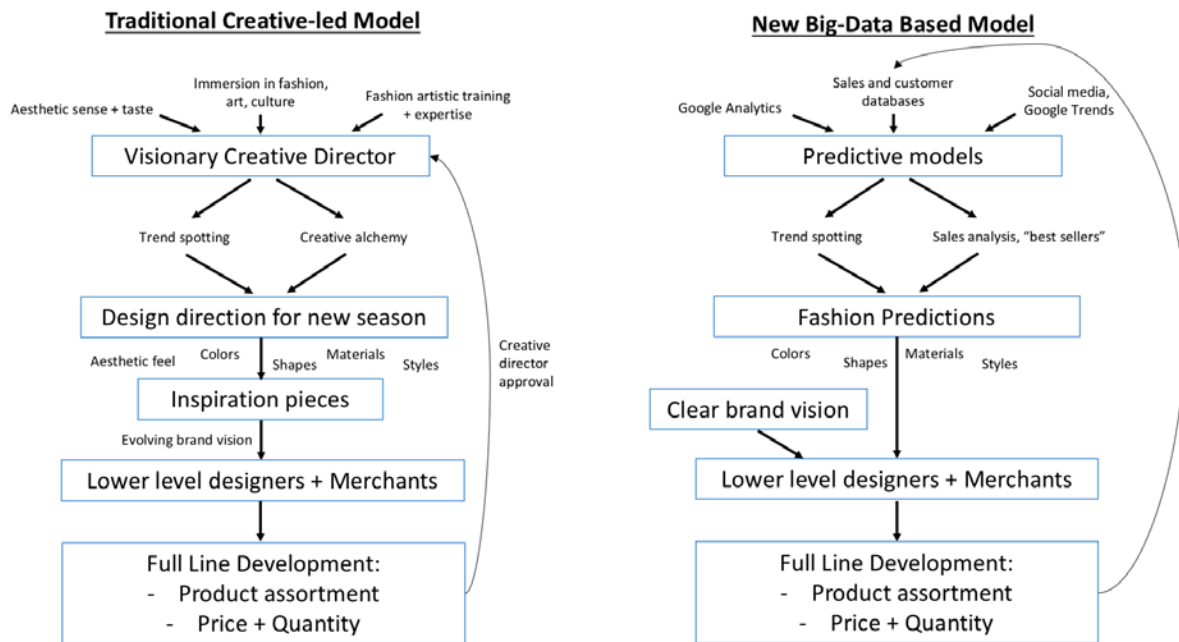 Traditional Creative-led Model
Aesthetic sense + taste
Immersion in fashion,
art, culture
Fashion artistic training
+ expertise
Visionary Creative Director
Trend spotting
Creative alchemy
Design direction for new season
Aesthetic feel
Colors
Shapes
Materials
Styles
Creative
director
approval
Inspiration pieces
Evolving brand vision
Lower level designers + Merchants
Full Line Development:
- Product assortment
- Price + Quantity
New Big-Data Based Model
Google Analytics
Sales and customer
databases
Social media,
Google Trends
Predictive models
Trend spotting
Sales analysis, “best sellers”
Fashion Predictions
Colors
Shapes
Materials
Styles
Clear brand vision
Lower level designers + Merchants
Full Line Development:
- Product assortment
- Price + Quantity